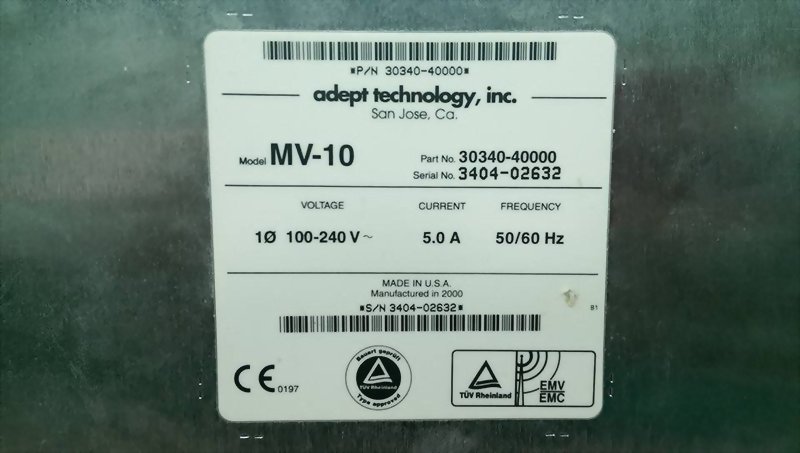 *P/N 30340-40000*
adept technology, inc.
San Jose, Ca.
Model MV-10
Part No. 30340-40000
Serial No. 3404-02632
VOLTAGE CURRENT FREQUENCY
1Ø 100-240 V ~ 5.0 A 50/60 Hz
MADE IN U.S.A.
Manufactured in 2000
*S/N 3404-02632*
B1
CE 0197
Bauart geprüft
TÜV Rheinland
Type approved
TÜV Rheinland
EMV
EMC